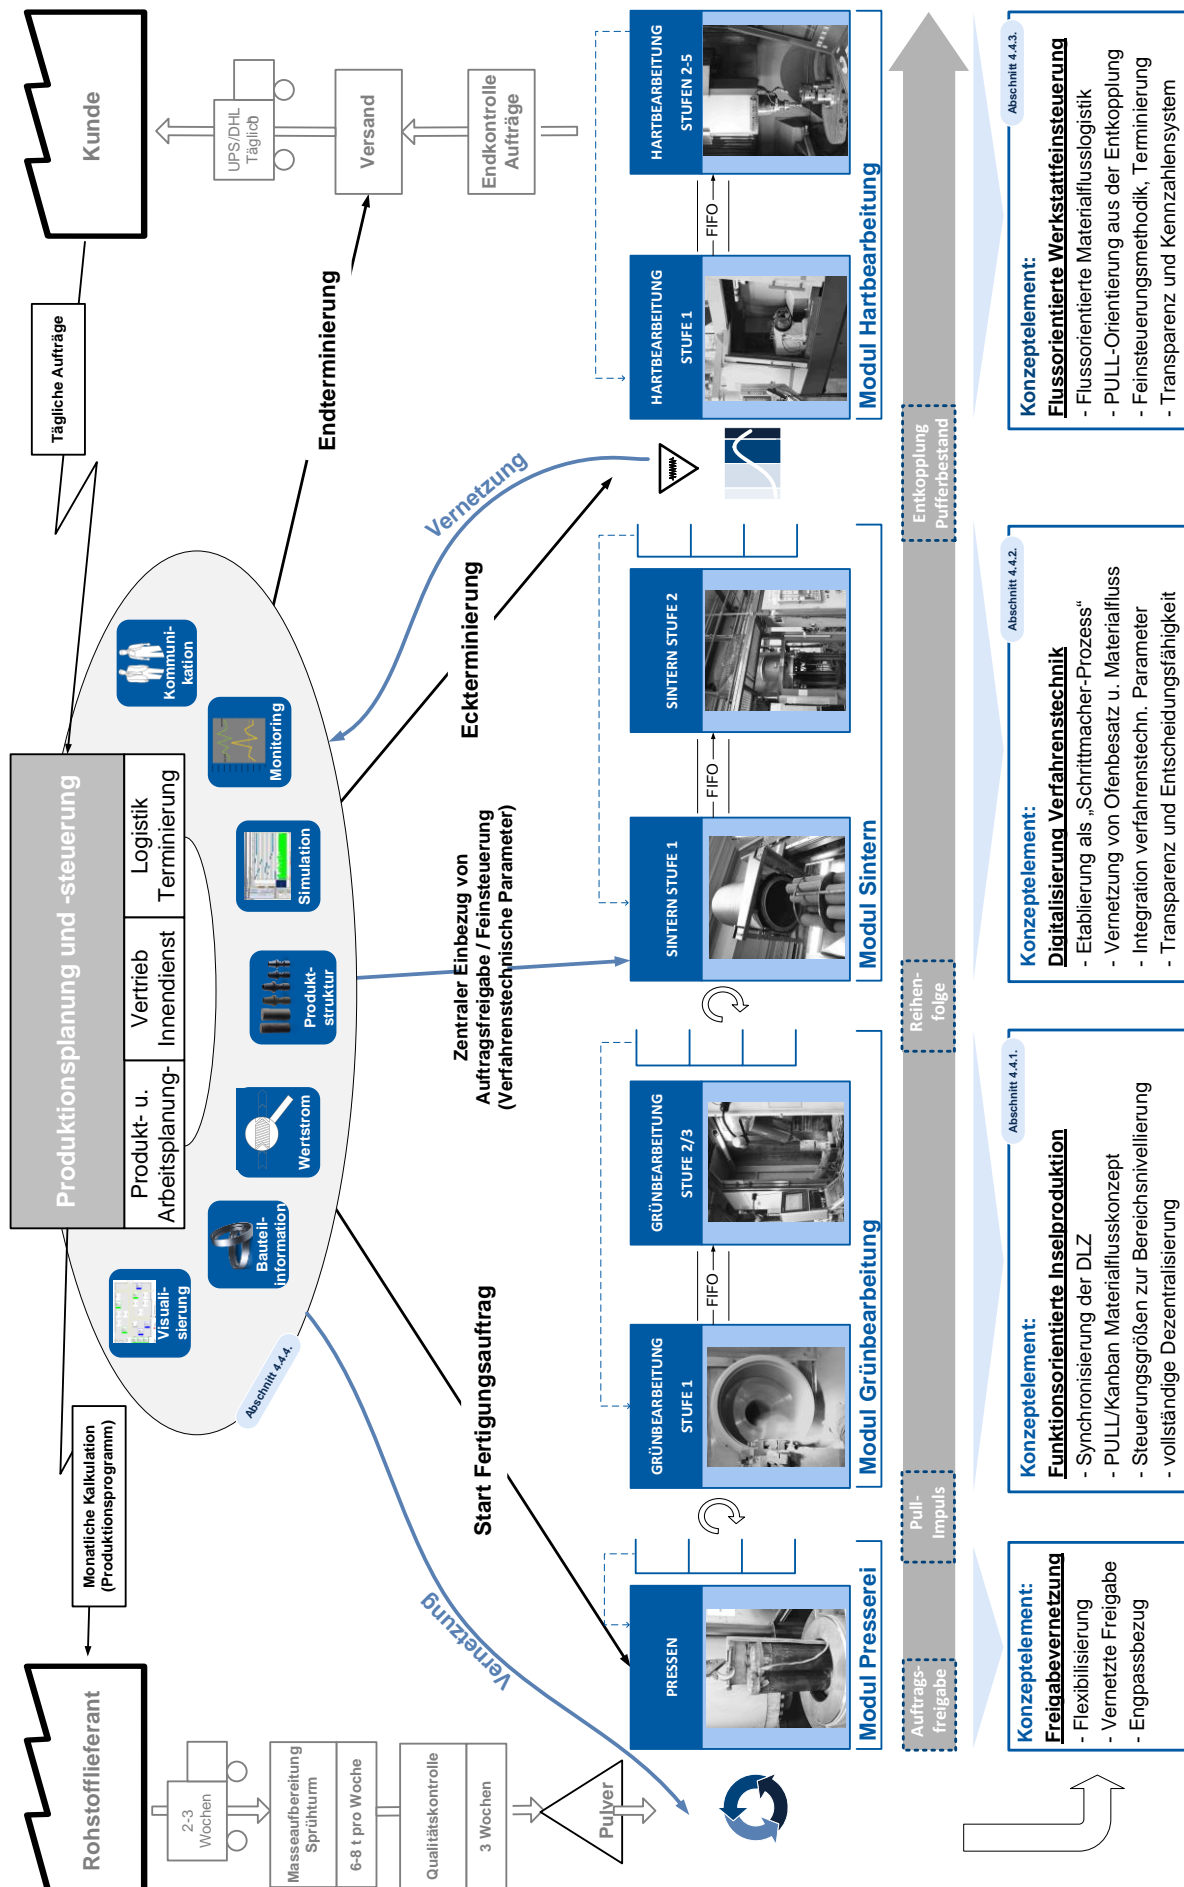 Rohstofflieferant
2-3
Wochen
Masseaufbereitung
Sprühturm
6-8 t pro Woche
Qualitätskontrolle
3 Wochen
Pulver
Monatliche Kalkulation
(Produktionsprogramm)
Produktionsplanung und -steuerung
Produkt- u.
Arbeitsplanung-
Vertrieb
Innendienst
Logistik
Terminierung
Tägliche Aufträge
Kunde
UPS/DHL
Täglich
Versand
Endkontrolle
Aufträge
Visuali-
sierung
Bauteil-
information
Wertstrom
Produkt-
struktur
Simulation
Monitoring
Kommuni-
kation
Abschnitt 4.4.4.
Vernetzung
Start Fertigungsauftrag
Zentraler Einbezug von
Auftragsfreigabe / Feinsteuerung
(Verfahrenstechnische Parameter)
Eckterminierung
Vernetzung
Endterminierung
PRESSEN
Modul Presserei
GRÜNBEARBEITUNG
STUFE 1
FIFO
GRÜNBEARBEITUNG
STUFE 2/3
Modul Grünbearbeitung
SINTERN STUFE 1
FIFO
SINTERN STUFE 2
Modul Sintern
HARTBEARBEITUNG
STUFE 1
FIFO
HARTBEARBEITUNG
STUFEN 2-5
Modul Hartbearbeitung
Auftrags-
freigabe
Pull-
Impuls
Reihen-
folge
Entkopplung
Pufferbestand
Konzeptelement:
Freigabevernetzung
- Flexibilisierung
- Vernetzte Freigabe
- Engpassbezug
Abschnitt 4.4.1.
Konzeptelement:
Funktionsorientierte Inselproduktion
- Synchronisierung der DLZ
- PULL/Kanban Materialflusskonzept
- Steuerungsgrößen zur Bereichsnivellierung
- vollständige Dezentralisierung
Abschnitt 4.4.2.
Konzeptelement:
Digitalisierung Verfahrenstechnik
- Etablierung als „Schrittmacher-Prozess“
- Vernetzung von Ofenbesatz u. Materialfluss
- Integration verfahrenstechn. Parameter
- Transparenz und Entscheidungsfähigkeit
Abschnitt 4.4.3.
Konzeptelement:
Flussorientierte Werkstattfeinsteuerung
- Flussorientierte Materialflusslogistik
- PULL-Orientierung aus der Entkopplung
- Feinsteuerungsmethodik, Terminierung
- Transparenz und Kennzahlensystem